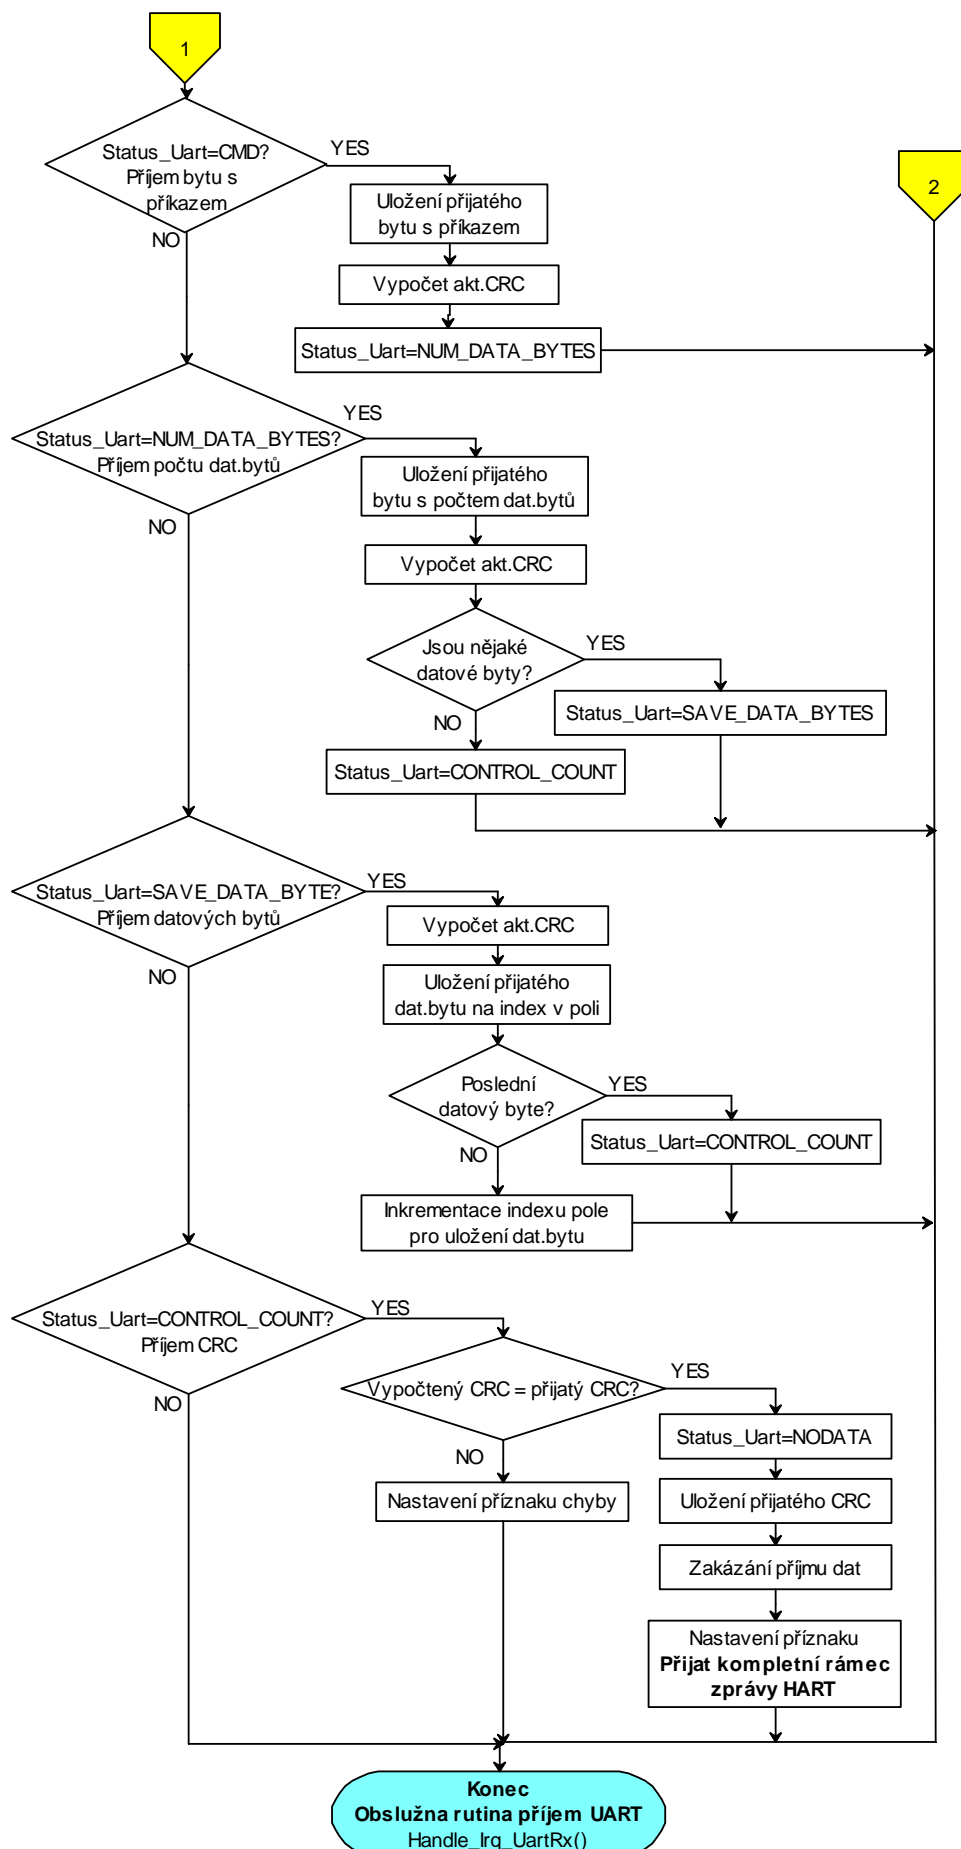 1
Status_Uart=CMD?
Příjem bytu s
příkazem
YES
NO
Uložení přijatého
bytu s příkazem
Vypočet akt.CRC
Status_Uart=NUM_DATA_BYTES
2
Status_Uart=NUM_DATA_BYTES?
Příjem počtu dat.bytů
YES
NO
Uložení přijatého
bytu s počtem dat.bytů
Vypočet akt.CRC
Jsou nějaké
datové byty?
YES
NO
Status_Uart=SAVE_DATA_BYTES
Status_Uart=CONTROL_COUNT
Status_Uart=SAVE_DATA_BYTE?
Příjem datových bytů
YES
NO
Vypočet akt.CRC
Uložení přijatého
dat.bytu na index v poli
Poslední
datový byte?
YES
NO
Status_Uart=CONTROL_COUNT
Inkrementace indexu pole
pro uložení dat.bytu
Status_Uart=CONTROL_COUNT?
Příjem CRC
YES
NO
Vypočtený CRC = přijatý CRC?
YES
NO
Status_Uart=NODATA
Nastavení příznaku chyby
Uložení přijatého CRC
Zakázání příjmu dat
Nastavení příznaku
Přijat kompletní rámec
zprávy HART
Konec
Obslužna rutina příjem UART
Handle_Irq_UartRx()